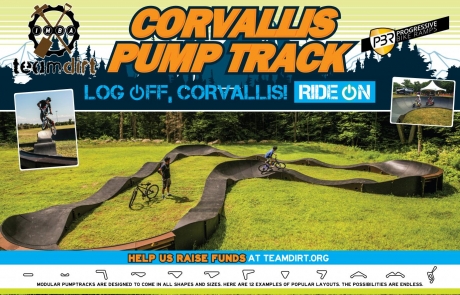 IMBA
teamdirt
CORVALLIS
PUMP TRACK
PBR
PROGRESSIVE
BIKE RAMPS
LOG OFF, CORVALLIS! RIDE ON
HELP US RAISE FUNDS AT TEAMDIRT.ORG
MODULAR PUMPTRACKS ARE DESIGNED TO COME IN ALL SHAPES AND SIZES. HERE ARE 12 EXAMPLES OF POPULAR LAYOUTS. THE POSSIBILITIES ARE ENDLESS.